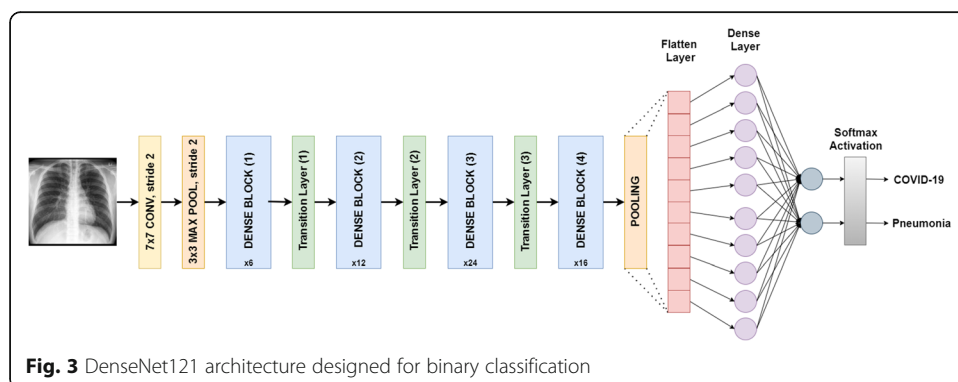 Flatten
Layer
Dense
Layer
7x7 CONV, stride 2
3x3 MAX POOL, stride 2
DENSE BLOCK (1)
x6
Transition Layer (1)
DENSE BLOCK (2)
x12
Transition Layer (2)
DENSE BLOCK (3)
x24
Transition Layer (3)
DENSE BLOCK (4)
x16
POOLING
Softmax
Activation
COVID-19
Pneumonia
Fig. 3 DenseNet121 architecture designed for binary classification